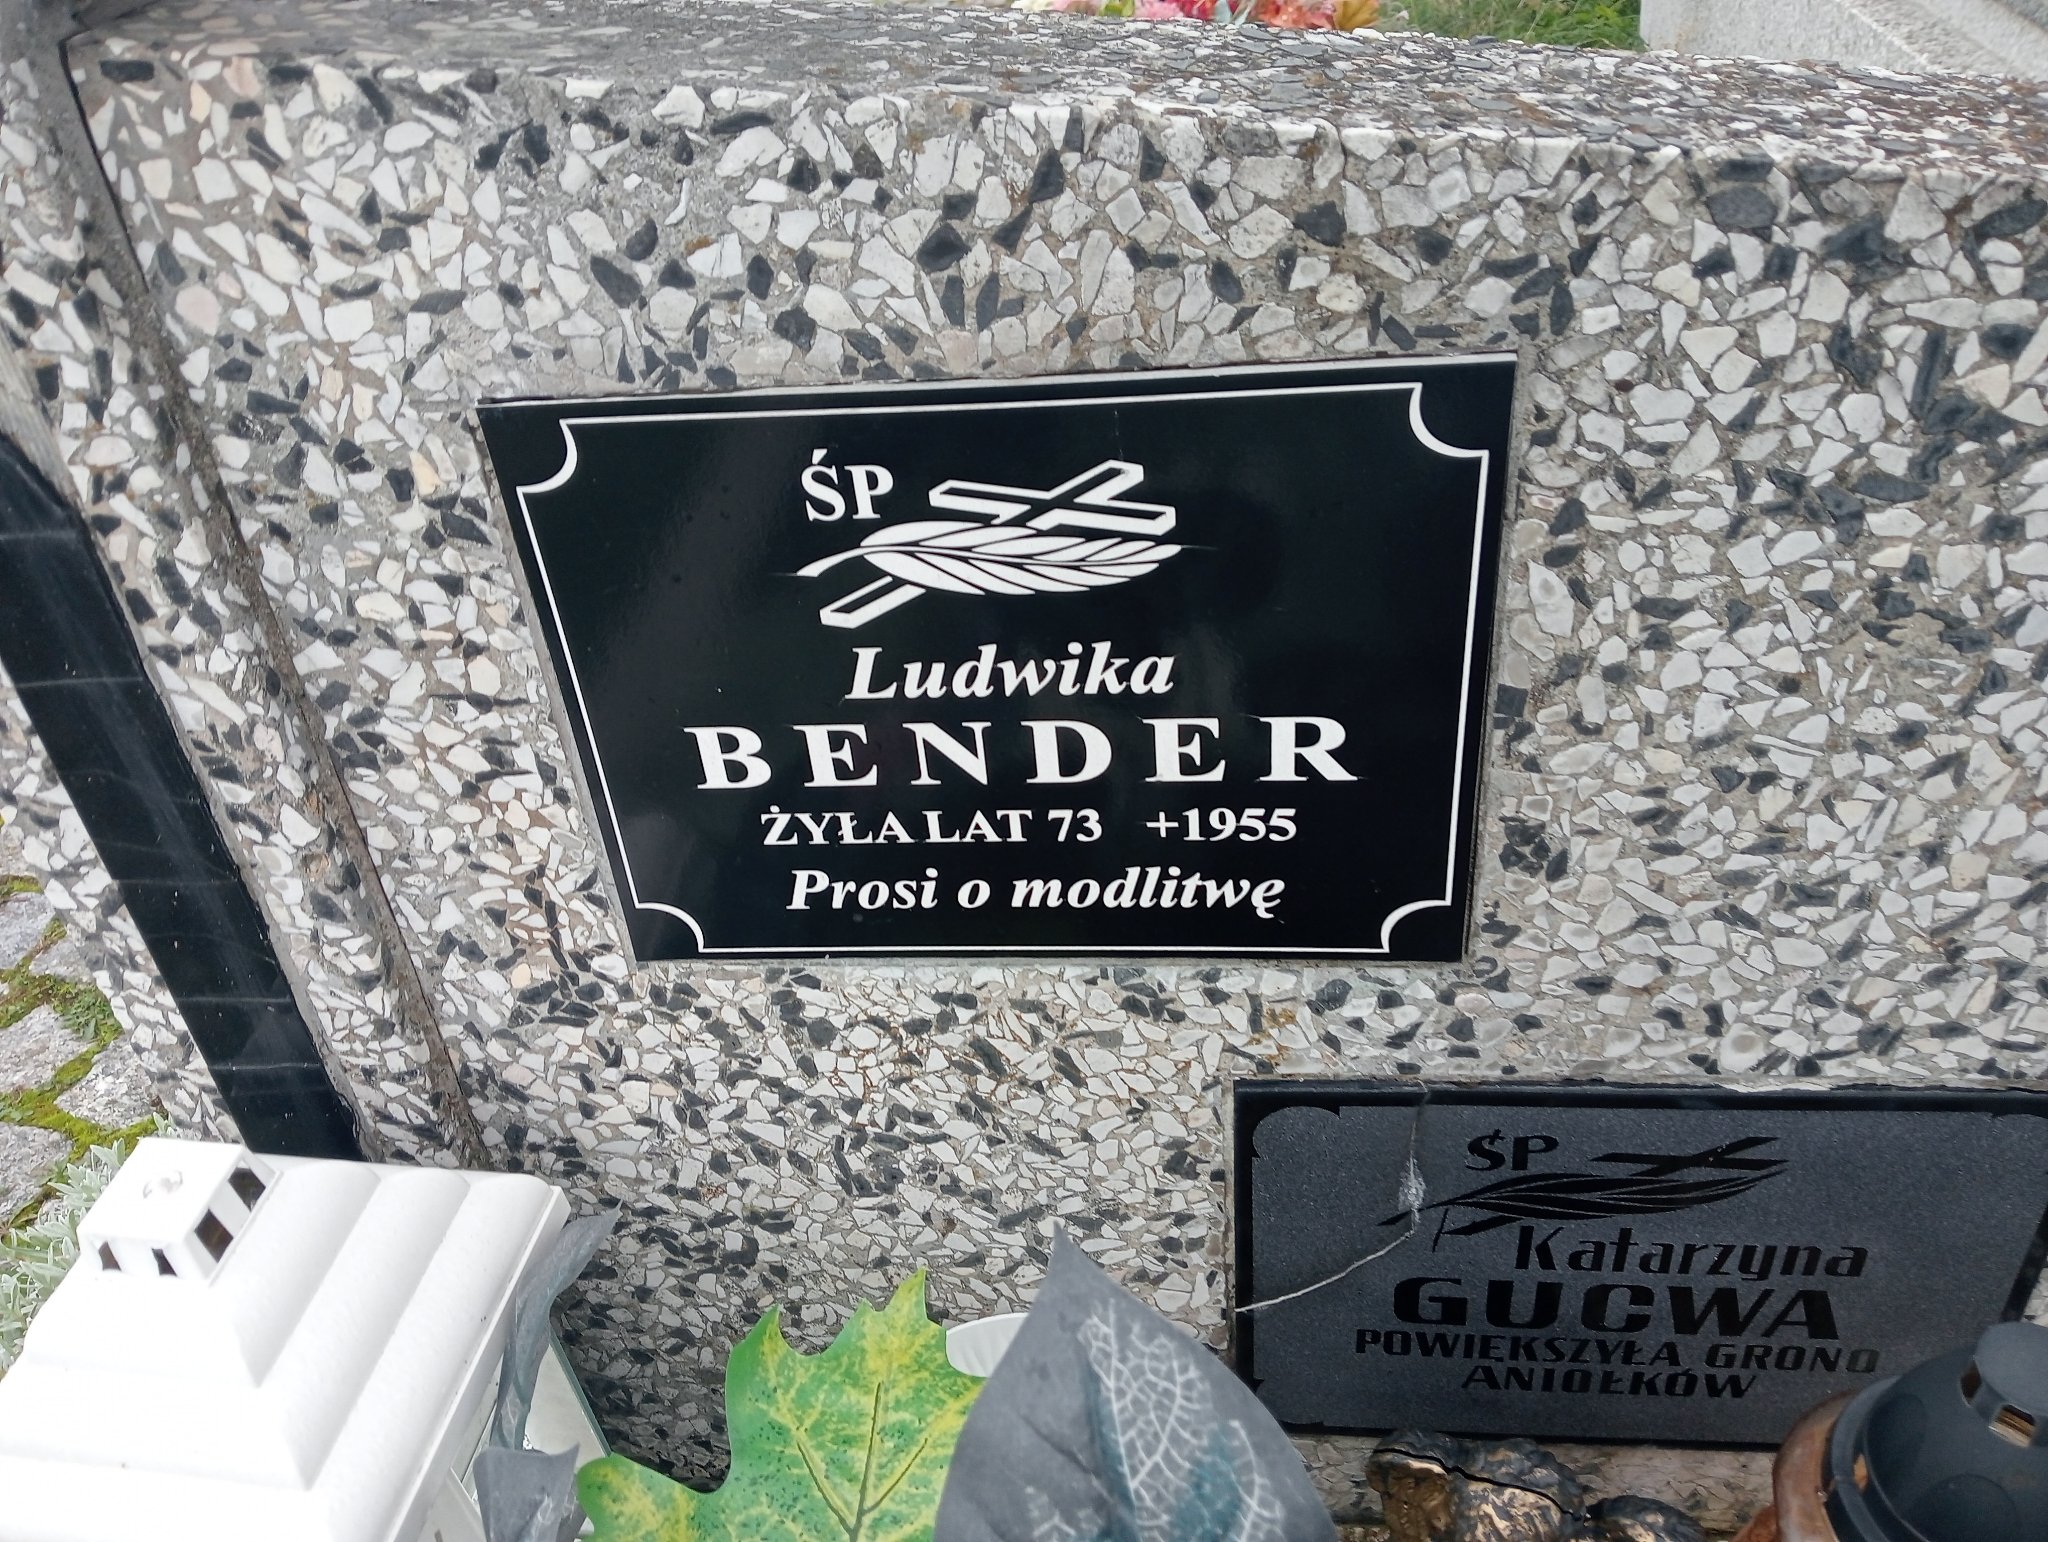 ŚP
Ludwika
BENDER
ŻYŁA LAT 73 +1955
Prosi o modlitwę
ŚP
Katarzyna
GUCWA
POWIEKSZYŁA GRONO
ANIOŁKÓW